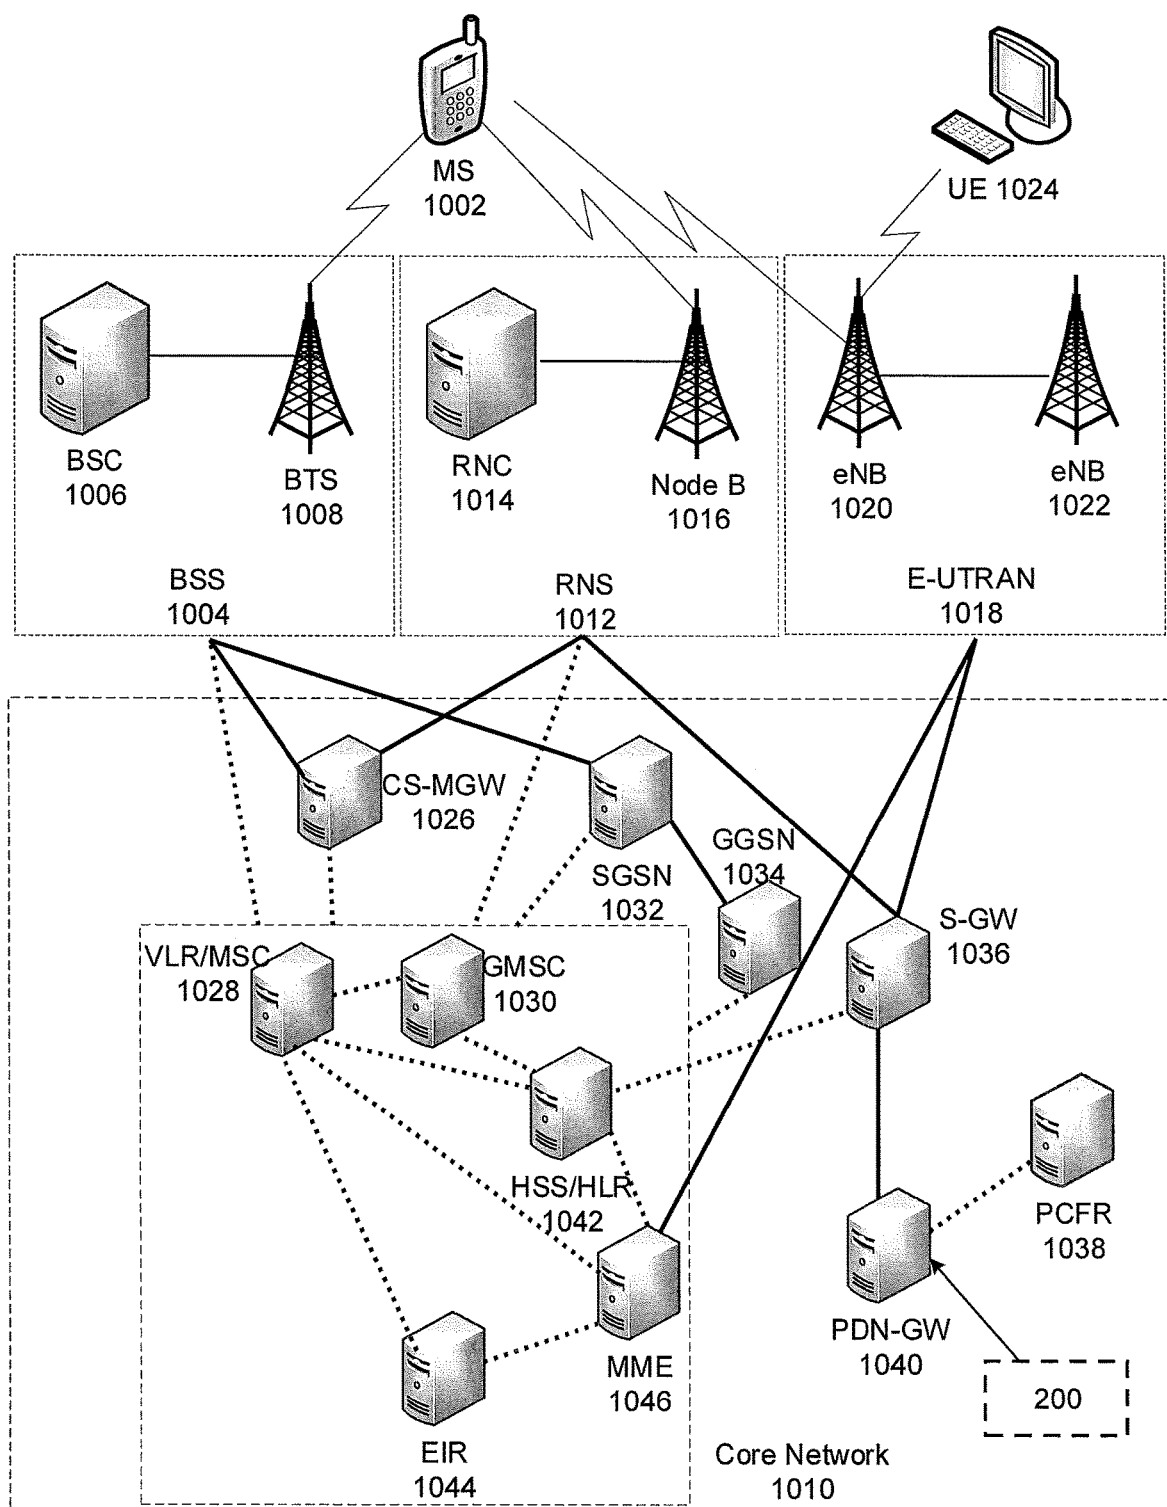 MS
1002
UE 1024
BSC
1006
BTS
1008
RNC
1014
Node B
1016
eNB
1020
eNB
1022
BSS
1004
RNS
1012
E-UTRAN
1018
CS-MGW
1026
SGSN
1032
GGSN
1034
S-GW
1036
VLR/MSC
1028
GMSC
1030
HSS/HLR
1042
PCFR
1038
PDN-GW
1040
MME
1046
200
EIR
1044
Core Network
1010